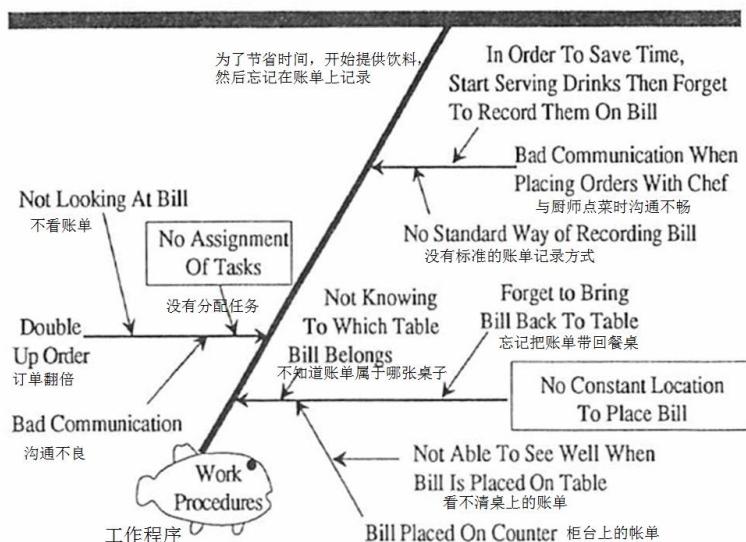 为了节省时间，开始提供饮料，
然后忘记在账单上记录
In Order To Save Time,
Start Serving Drinks Then Forget
To Record Them On Bill
Bad Communication When
Placing Orders With Chef
与厨师点菜时沟通不畅
Not Looking At Bill
不看账单
No Assignment
Of Tasks
没有分配任务
No Standard Way of Recording Bill
没有标准的账单记录方式
Not Knowing
To Which Table
Bill Belongs
不知道账单属于哪张桌子
Forget to Bring
Bill Back To Table
忘记把账单带回餐桌
Double
Up Order
订单翻倍
No Constant Location
To Place Bill
Bad Communication
沟通不良
Not Able To See Well When
Bill Is Placed On Table
看不清桌上的账单
Work
Procedures
工作程序
Bill Placed On Counter 柜台上的帐单